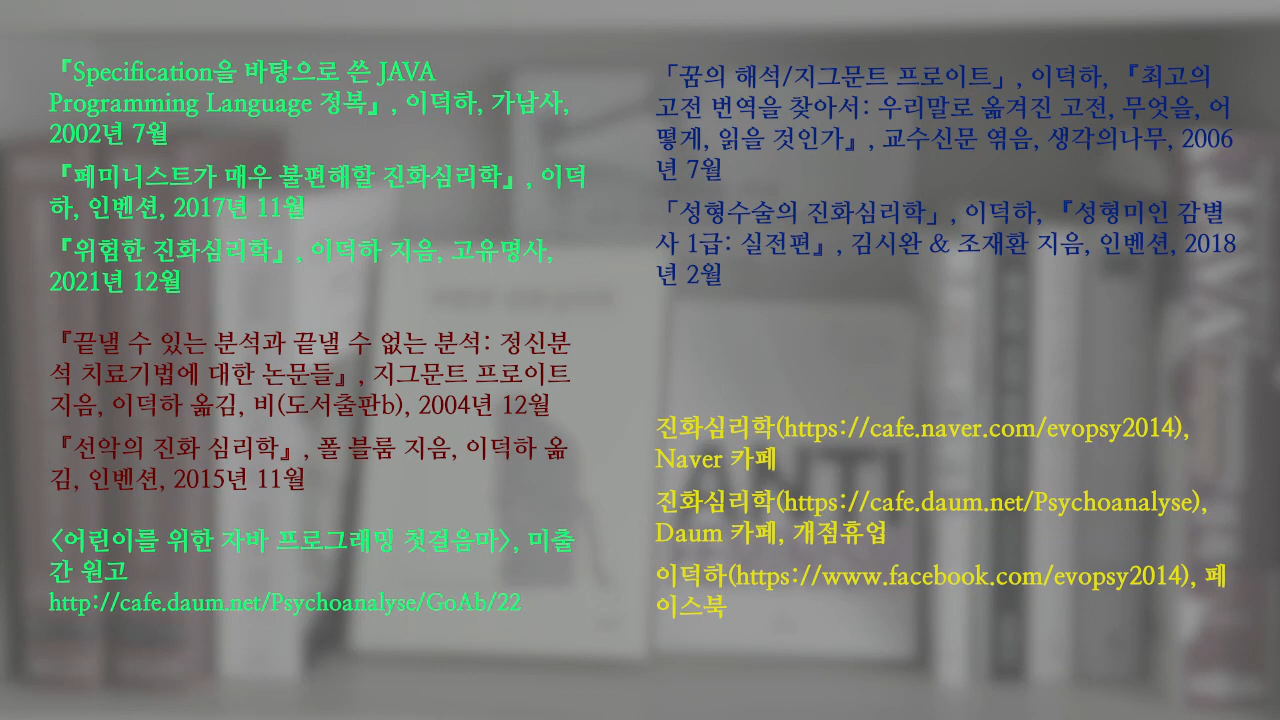 『Specification을 바탕으로 쓴 JAVA
Programming Language 정복』, 이덕하, 가남사,
2002년 7월
『페미니스트가 매우 불편해할 진화심리학』, 이덕
하, 인벤션, 2017년 11월
『위험한 진화심리학』, 이덕하 지음, 고유명사,
2021년 12월
『끝낼 수 있는 분석과 끝낼 수 없는 분석: 정신분
석 치료기법에 대한 논문들』, 지그문트 프로이트
지음, 이덕하 옮김, 비(도서출판b), 2004년 12월
『선악의 진화 심리학』, 폴 블룸 지음, 이덕하 옮
김, 인벤션, 2015년 11월
<어린이를 위한 자바 프로그래밍 첫걸음마>, 미출
간 원고
http://cafe.daum.net/Psychoanalyse/GoAb/22
「꿈의 해석/지그문트 프로이트」, 이덕하, 『최고의
고전 번역을 찾아서: 우리말로 옮겨진 고전, 무엇을, 어
떻게, 읽을 것인가』, 교수신문 엮음, 생각의나무, 2006
년 7월
「성형수술의 진화심리학」, 이덕하, 『성형미인 감별
사 1급: 실전편』, 김시완 & 조재환 지음, 인벤션, 2018
년 2월
진화심리학(https://cafe.naver.com/evopsy2014),
Naver 카페
진화심리학(https://cafe.daum.net/Psychoanalyse),
Daum 카페, 개점휴업
이덕하(https://www.facebook.com/evopsy2014), 페
이스북